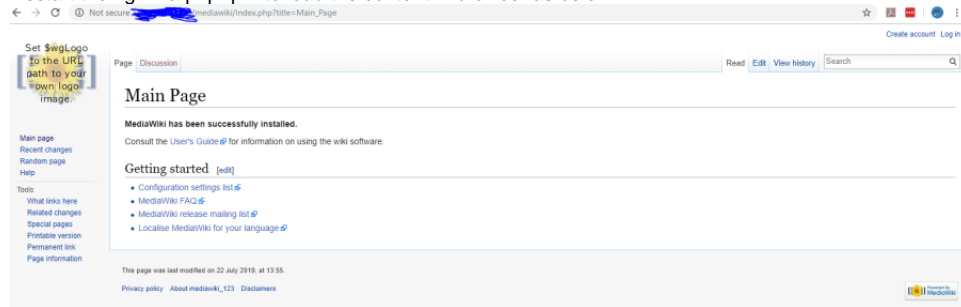 Not secure
/mediawiki/index.php?title=Main_Page
Create account Log in
Set $wgLogo
to the URL
path to your
own logo
image.
Page Discussion
Read Edit View history Search
Main Page
MediaWiki has been successfully installed.
Consult the User's Guide for information on using the wiki software.
Getting started [edit]
Configuration settings list
MediaWiki FAQ
MediaWiki release mailing list
Localise MediaWiki for your language
Main page
Recent changes
Random page
Help
Tools
What links here
Related changes
Special pages
Printable version
Permanent link
Page information
This page was last modified on 22 July 2019, at 13:55.
Privacy policy About mediawiki_123 Disclaimers
Powered By
MediaWiki